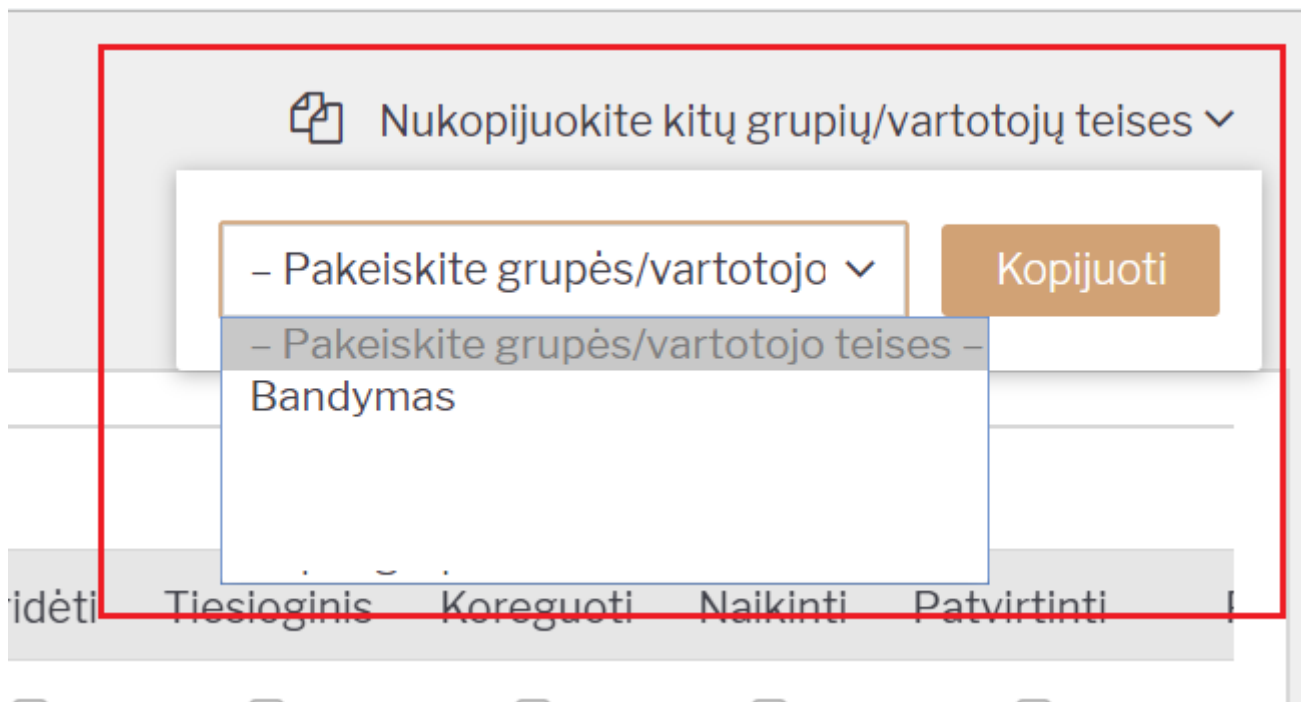 Nukopijuokite kitų grupių/vartotojų teises
– Pakeiskite grupės/vartotojo
Kopijuoti
– Pakeiskite grupės/vartotojo teises –
Bandymas
Tiesioginis Koreguoti Naikinti Patvirtinti